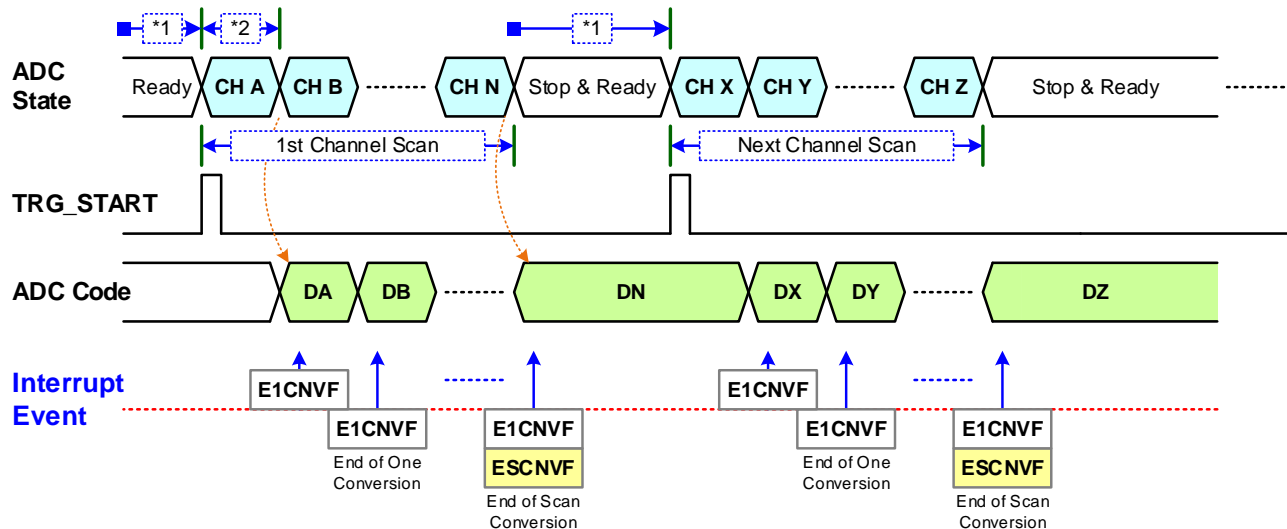 *1
*2
*1
ADC
State
Ready
CH A
CH B
CH N
Stop & Ready
CH X
CH Y
CH Z
Stop & Ready
1st Channel Scan
Next Channel Scan
TRG_START
ADC Code
DA
DB
DN
DX
DY
DZ
Interrupt
Event
E1CNVF
E1CNVF
End of One
Conversion
E1CNVF
ESCNVF
End of Scan
Conversion
E1CNVF
E1CNVF
End of One
Conversion
E1CNVF
ESCNVF
End of Scan
Conversion